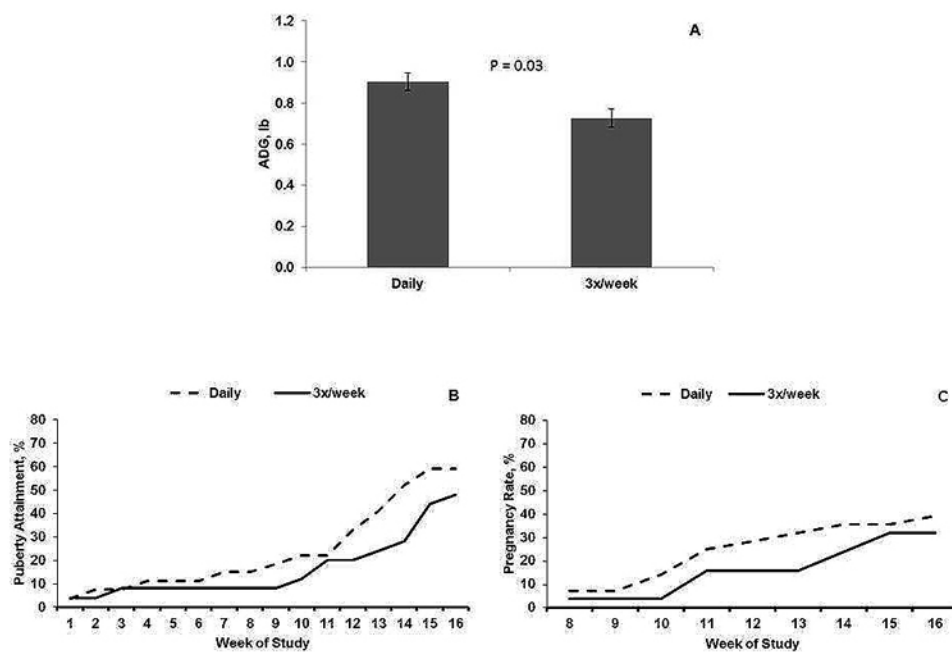 A
P = 0.03
ADG, lb
1.2
1.0
0.8
0.6
0.4
0.2
0.0
Daily 3x/week
Daily 3x/week B
Puberty Attainment, %
80
70
60
50
40
30
20
10
0
1 2 3 4 5 6 7 8 9 10 11 12 13 14 15 16
Week of Study
Daily 3x/week C
Pregnancy Rate, %
80
70
60
50
40
30
20
10
0
8 9 10 11 12 13 14 15 16
Week of Study